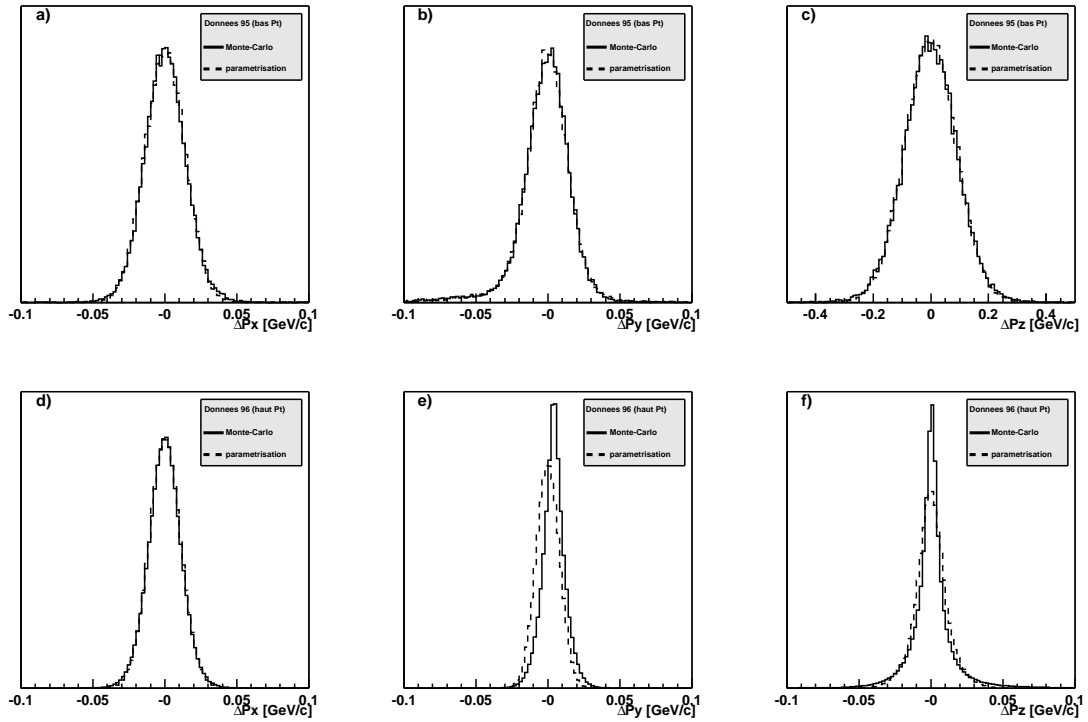 a)
Donnees 95 (bas Pt)
Monte-Carlo
parametrisation
-0.1 -0.05 -0 0.05 0.1
ΔPx [GeV/c]
b)
Donnees 95 (bas Pt)
Monte-Carlo
parametrisation
-0.1 -0.05 -0 0.05 0.1
ΔPy [GeV/c]
c)
Donnees 95 (bas Pt)
Monte-Carlo
parametrisation
-0.4 -0.2 0 0.2 0.4
ΔPz [GeV/c]
d)
Donnees 96 (haut Pt)
Monte-Carlo
parametrisation
-0.1 -0.05 -0 0.05 0.1
ΔPx [GeV/c]
e)
Donnees 96 (haut Pt)
Monte-Carlo
parametrisation
-0.1 -0.05 -0 0.05 0.1
ΔPy [GeV/c]
f)
Donnees 96 (haut Pt)
Monte-Carlo
parametrisation
-0.1 -0.05 -0 0.05 0.1
ΔPz [GeV/c]